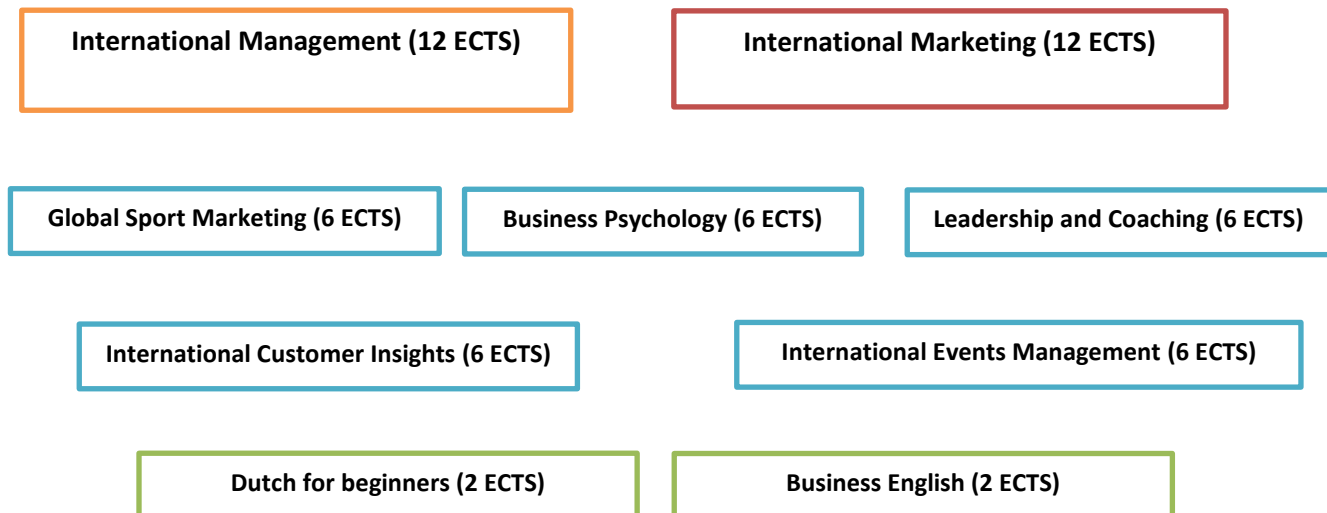 International Management (12 ECTS)
International Marketing (12 ECTS)
Global Sport Marketing (6 ECTS)
Business Psychology (6 ECTS)
Leadership and Coaching (6 ECTS)
International Customer Insights (6 ECTS)
International Events Management (6 ECTS)
Dutch for beginners (2 ECTS)
Business English (2 ECTS)